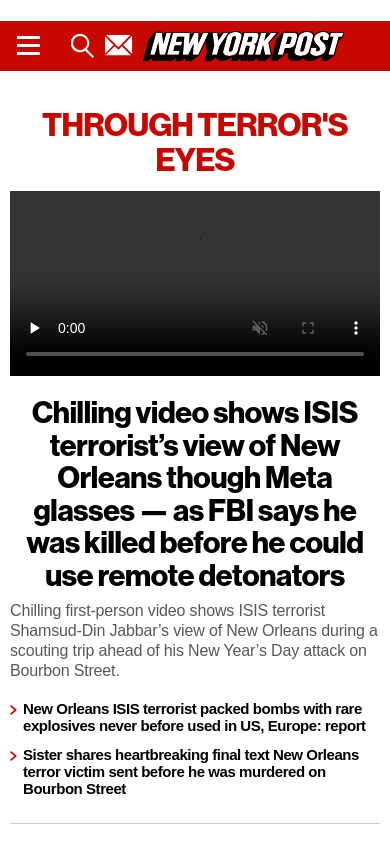 NEW YORK POST
THROUGH TERROR'S
EYES
0:00
Chilling video shows ISIS
terrorist’s view of New
Orleans though Meta
glasses — as FBI says he
was killed before he could
use remote detonators
Chilling first-person video shows ISIS terrorist
Shamsud-Din Jabbar’s view of New Orleans during a
scouting trip ahead of his New Year’s Day attack on
Bourbon Street.
New Orleans ISIS terrorist packed bombs with rare
explosives never before used in US, Europe: report
Sister shares heartbreaking final text New Orleans
terror victim sent before he was murdered on
Bourbon Street